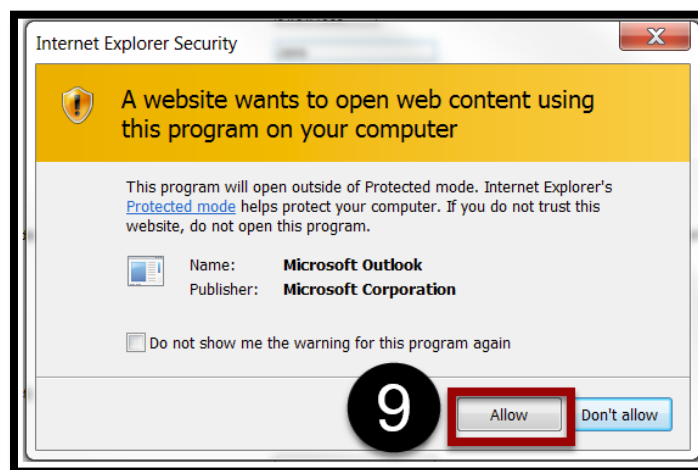 Internet Explorer Security
X
A website wants to open web content using
this program on your computer
This program will open outside of Protected mode. Internet Explorer's
Protected mode helps protect your computer. If you do not trust this
website, do not open this program.
Name: Microsoft Outlook
Publisher: Microsoft Corporation
Do not show me the warning for this program again
9 Allow Don't allow